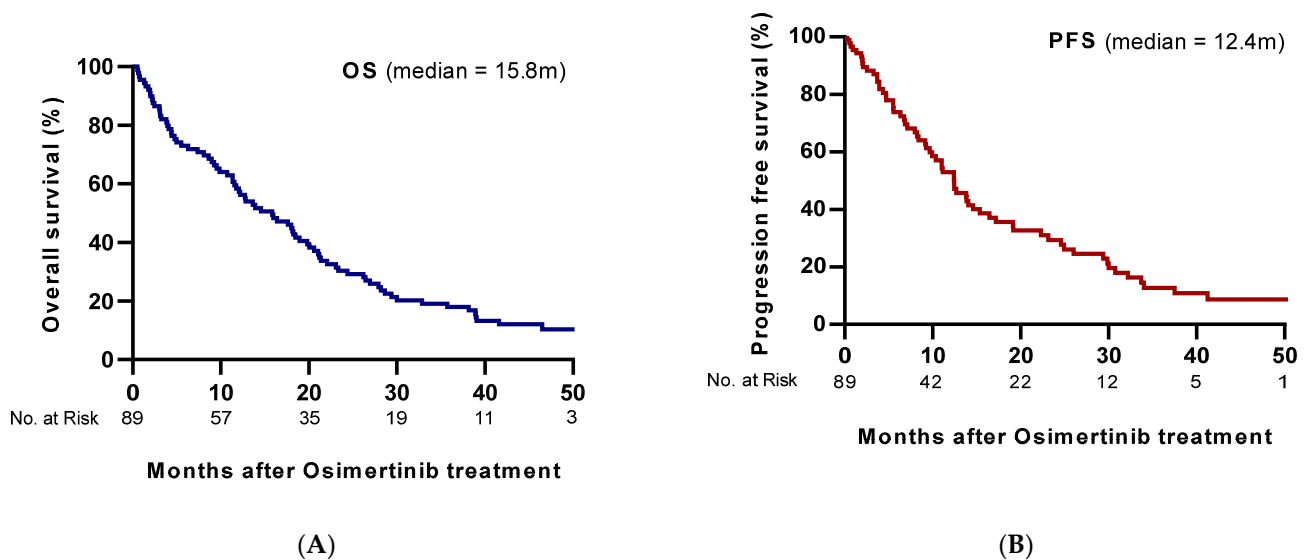 OS (median = 15.8m)
Overall survival (%)
100
80
60
40
20
0
0 10 20 30 40 50
No. at Risk 89 57 35 19 11 3
Months after Osimertinib treatment
(A)
PFS (median = 12.4m)
Progression free survival (%)
100
80
60
40
20
0
0 10 20 30 40 50
No. at Risk 89 42 22 12 5 1
Months after Osimertinib treatment
(B)